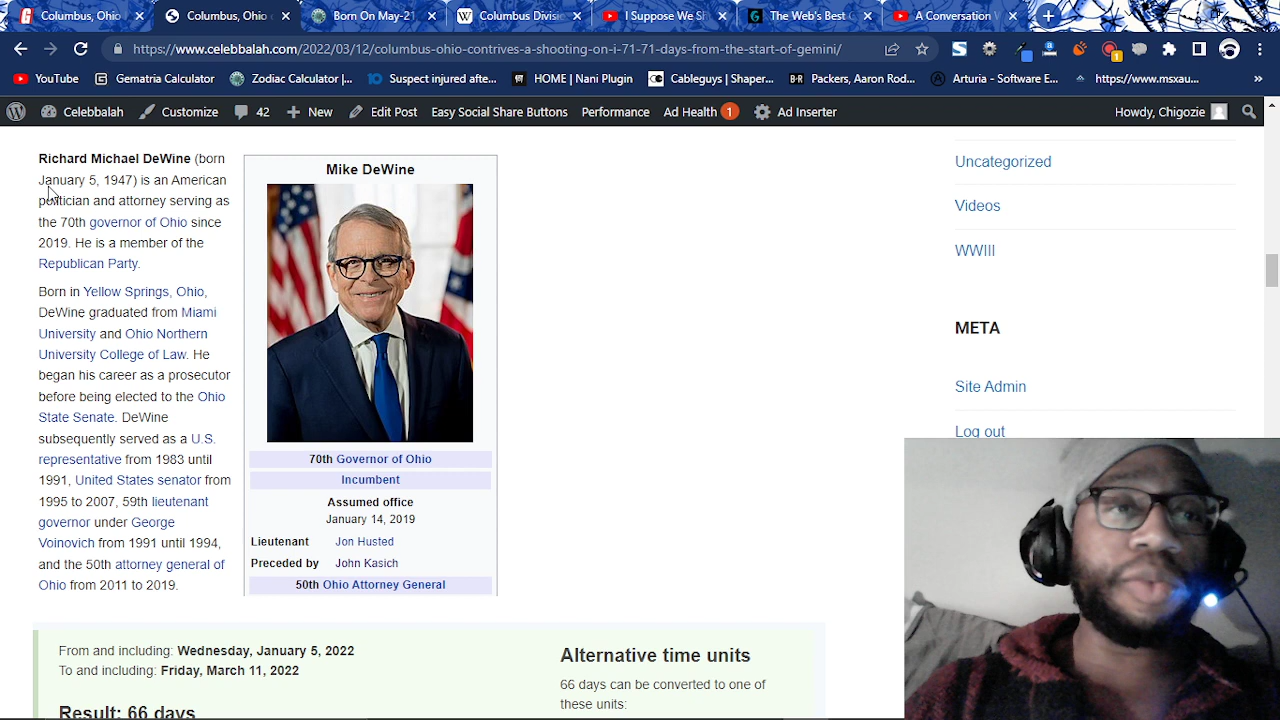 Columbus, Ohio
Columbus, Ohio
Born On May-21
Columbus Divisi
I Suppose We Sh
The Web's Best
A Conversation
https://www.celebbalah.com/2022/03/12/columbus-ohio-contrives-a-shooting-on-i-71-71-days-from-the-start-of-gemini/
YouTube
Gematria Calculator
Zodiac Calculator |...
Suspect injured afte...
HOME | Nani Plugin
Cableguys | Shaper...
Packers, Aaron Rod...
Arturia - Software E...
https://www.msxau...
»
Celebbalah
Customize
42
New
Edit Post
Easy Social Share Buttons
Performance
Ad Health 1
Ad Inserter
Howdy, Chigozie
Richard Michael DeWine (born
January 5, 1947) is an American
politician and attorney serving as
the 70th governor of Ohio since
2019. He is a member of the
Republican Party.
Born in Yellow Springs, Ohio,
DeWine graduated from Miami
University and Ohio Northern
University College of Law. He
began his career as a prosecutor
before being elected to the Ohio
State Senate. DeWine
subsequently served as a U.S.
representative from 1983 until
1991, United States senator from
1995 to 2007, 59th lieutenant
governor under George
Voinovich from 1991 until 1994,
and the 50th attorney general of
Ohio from 2011 to 2019.
Mike DeWine
70th Governor of Ohio
Incumbent
Assumed office
January 14, 2019
Lieutenant Jon Husted
Preceded by John Kasich
50th Ohio Attorney General
Uncategorized
Videos
WWIII
META
Site Admin
Log out
From and including: Wednesday, January 5, 2022
To and including: Friday, March 11, 2022
Result: 66 days
Alternative time units
66 days can be converted to one of
these units: